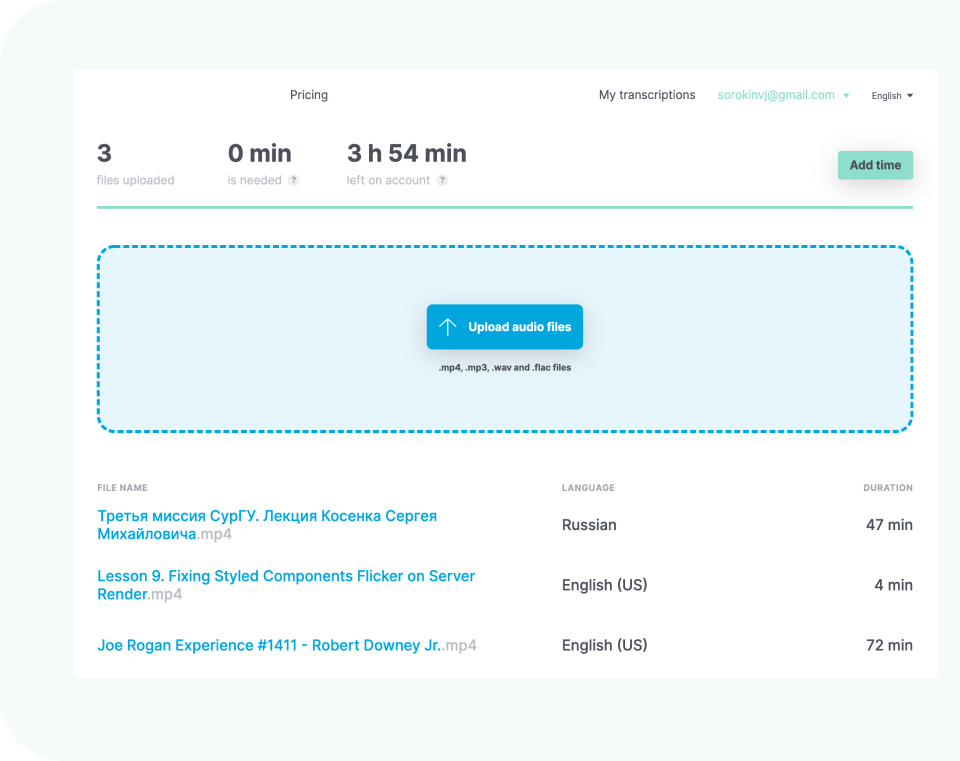 Pricing
My transcriptions
sorokinvj@gmail.com
English
3
0 min
3 h 54 min
files uploaded
is needed ?
left on account ?
Add time
Upload audio files
.mp4, .mp3, .wav and .flac files
FILE NAME
LANGUAGE
DURATION
Третья миссия СурГУ. Лекция Косенка Сергея
Михайловича.mp4
Russian
47 min
Lesson 9. Fixing Styled Components Flicker on Server
Render.mp4
English (US)
4 min
Joe Rogan Experience #1411 - Robert Downey Jr..mp4
English (US)
72 min